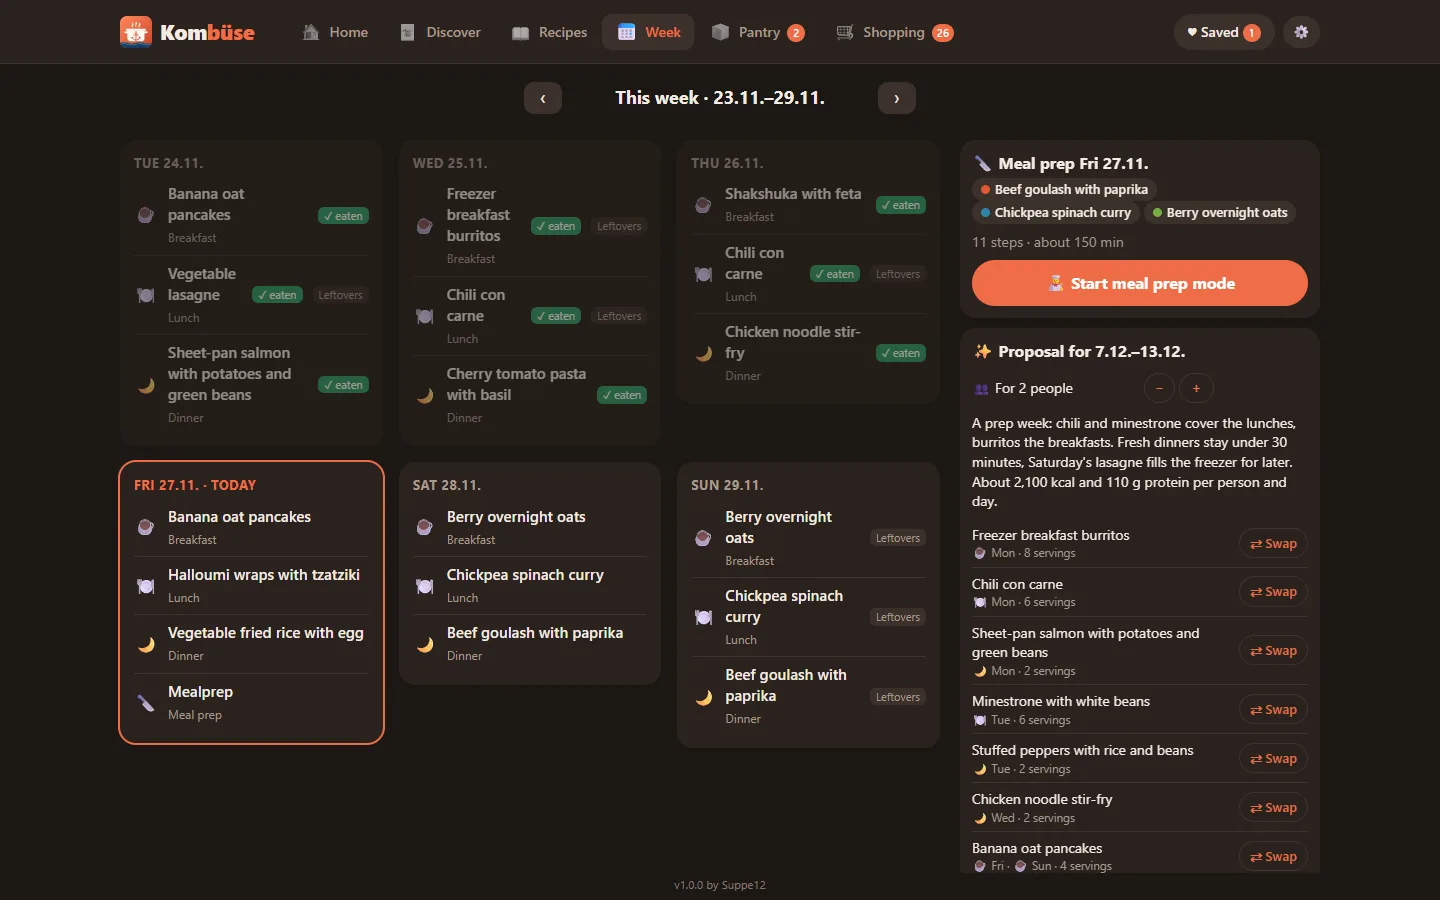 Kombüse
Home
Discover
Recipes
Week
Pantry 2
Shopping 26
♥ Saved 1
‹
This week · 23.11.–29.11.
›
TUE 24.11.
Banana oat
pancakes
Breakfast
✓ eaten
Vegetable
lasagne
Lunch
✓ eaten
Leftovers
Sheet-pan salmon
with potatoes and
green beans
Dinner
✓ eaten
WED 25.11.
Freezer
breakfast
burritos
Breakfast
✓ eaten
Leftovers
Chili con
carne
Lunch
✓ eaten
Leftovers
Cherry tomato pasta
with basil
Dinner
✓ eaten
THU 26.11.
Shakshuka with feta
Breakfast
✓ eaten
Chili con
carne
Lunch
✓ eaten
Leftovers
Chicken noodle stir-
fry
Dinner
✓ eaten
FRI 27.11. · TODAY
Banana oat pancakes
Breakfast
Halloumi wraps with tzatziki
Lunch
Vegetable fried rice with egg
Dinner
Mealprep
Meal prep
SAT 28.11.
Berry overnight oats
Breakfast
Chickpea spinach curry
Lunch
Beef goulash with paprika
Dinner
SUN 29.11.
Berry overnight
oats
Breakfast
Leftovers
Chickpea spinach
curry
Lunch
Leftovers
Beef goulash with
paprika
Dinner
Leftovers
Meal prep Fri 27.11.
Beef goulash with paprika
Chickpea spinach curry
Berry overnight oats
11 steps · about 150 min
Start meal prep mode
Proposal for 7.12.–13.12.
For 2 people
−
+
A prep week: chili and minestrone cover the lunches,
burritos the breakfasts. Fresh dinners stay under 30
minutes, Saturday's lasagne fills the freezer for later.
About 2,100 kcal and 110 g protein per person and
day.
Freezer breakfast burritos
Mon · 8 servings
⇄ Swap
Chili con carne
Mon · 6 servings
⇄ Swap
Sheet-pan salmon with potatoes and
green beans
Mon · 2 servings
⇄ Swap
Minestrone with white beans
Tue · 6 servings
⇄ Swap
Stuffed peppers with rice and beans
Tue · 2 servings
⇄ Swap
Chicken noodle stir-fry
Wed · 2 servings
⇄ Swap
Banana oat pancakes
Fri · Sun · 4 servings
⇄ Swap
v1.0.0 by Suppe12